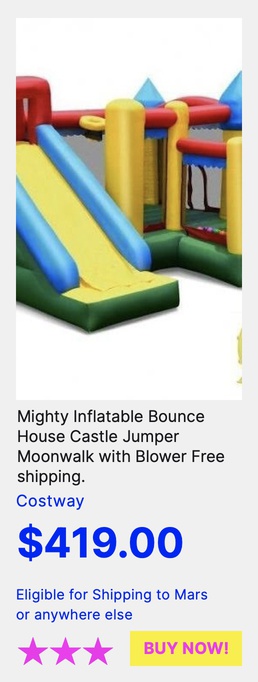 Mighty Inflatable Bounce
House Castle Jumper
Moonwalk with Blower Free
shipping.
Costway
$419.00
Eligible for Shipping to Mars
or anywhere else
BUY NOW!